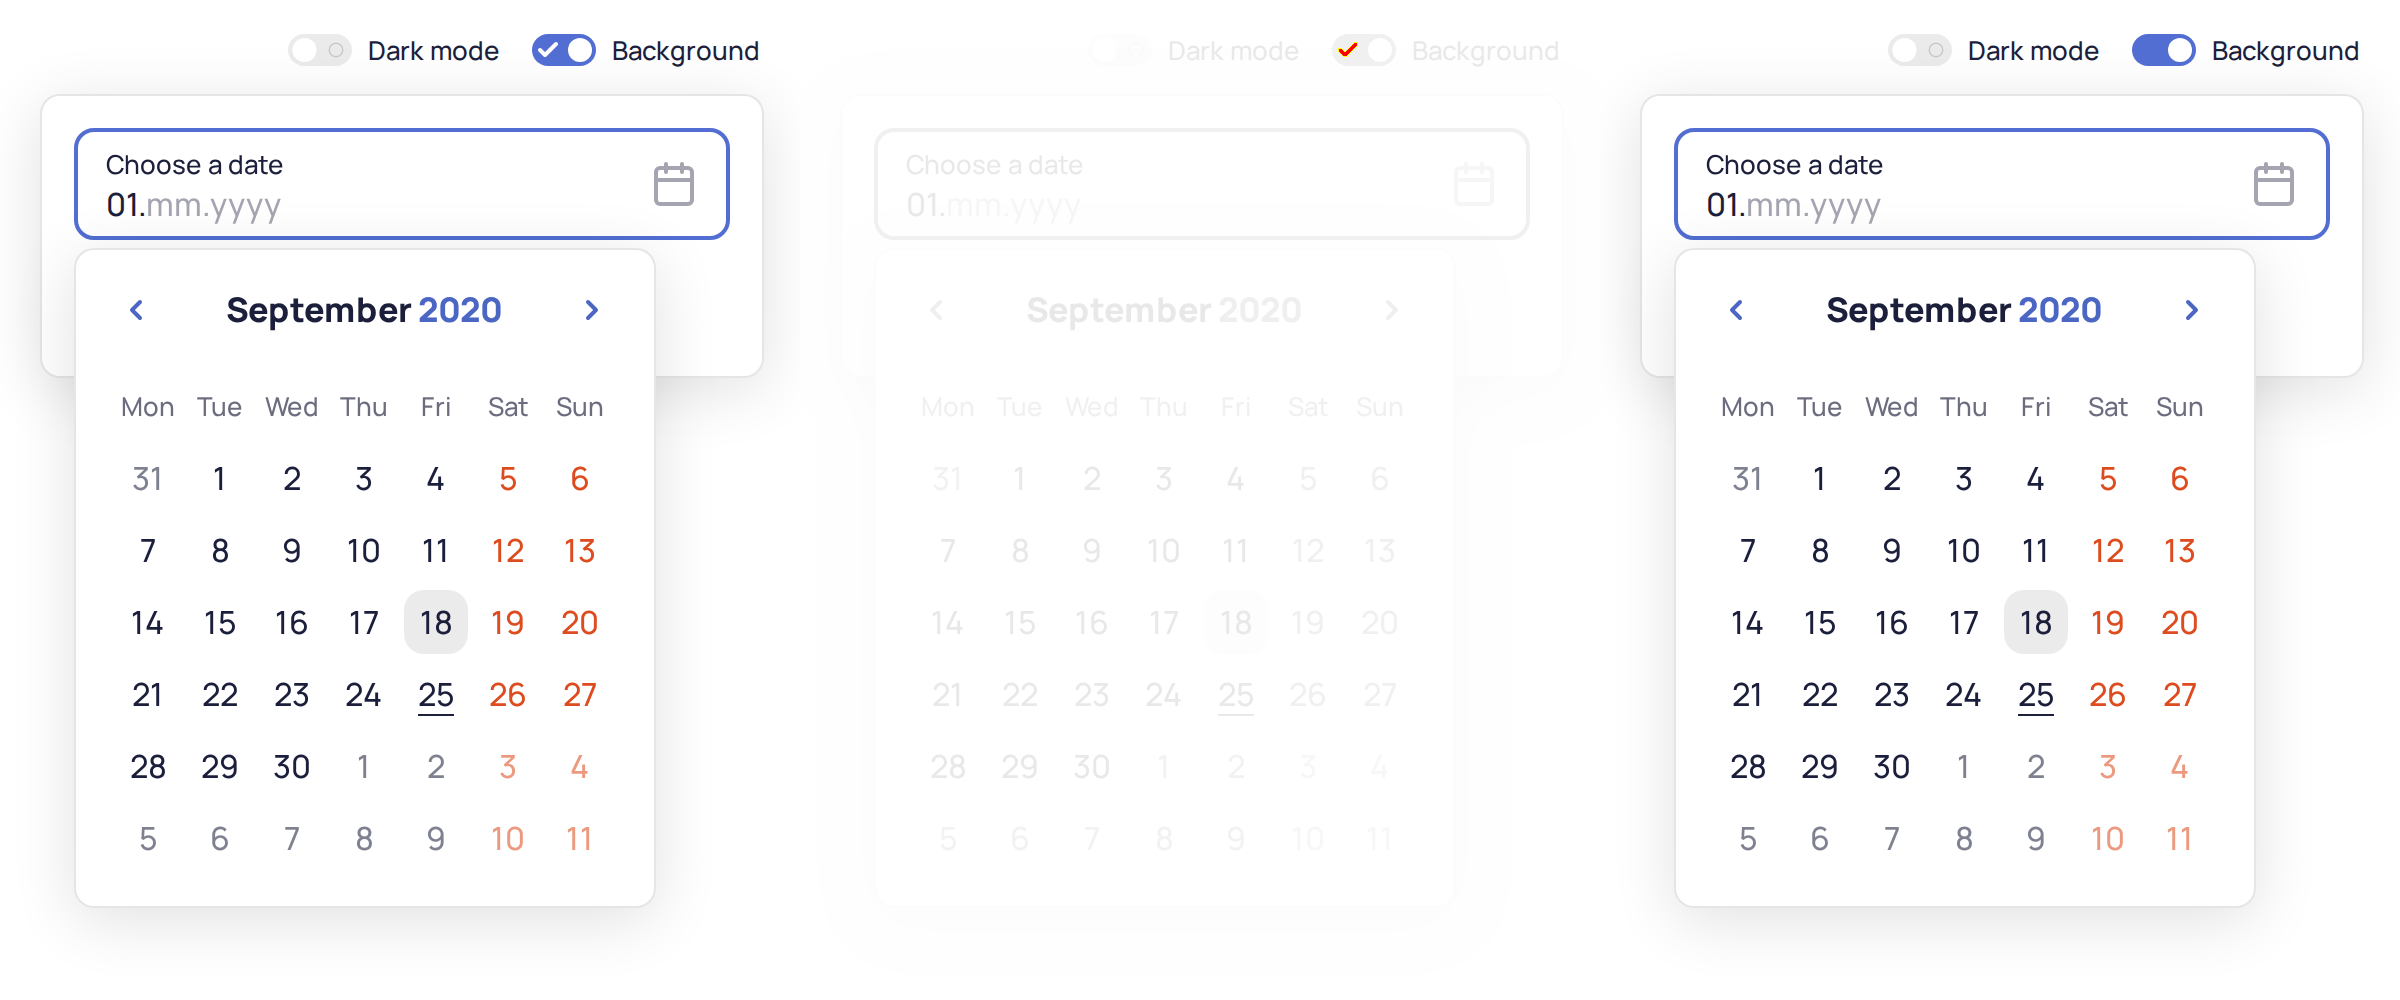 Dark mode Background
Choose a date
01.mm.yyyy
September 2020
Mon Tue Wed Thu Fri Sat Sun
31 1 2 3 4 5 6
7 8 9 10 11 12 13
14 15 16 17 18 19 20
21 22 23 24 25 26 27
28 29 30 1 2 3 4
5 6 7 8 9 10 11
Dark mode Background
Choose a date
01.mm.yyyy
September 2020
Mon Tue Wed Thu Fri Sat Sun
31 1 2 3 4 5 6
7 8 9 10 11 12 13
14 15 16 17 18 19 20
21 22 23 24 25 26 27
28 29 30 1 2 3 4
5 6 7 8 9 10 11
Dark mode Background
Choose a date
01.mm.yyyy
September 2020
Mon Tue Wed Thu Fri Sat Sun
31 1 2 3 4 5 6
7 8 9 10 11 12 13
14 15 16 17 18 19 20
21 22 23 24 25 26 27
28 29 30 1 2 3 4
5 6 7 8 9 10 11